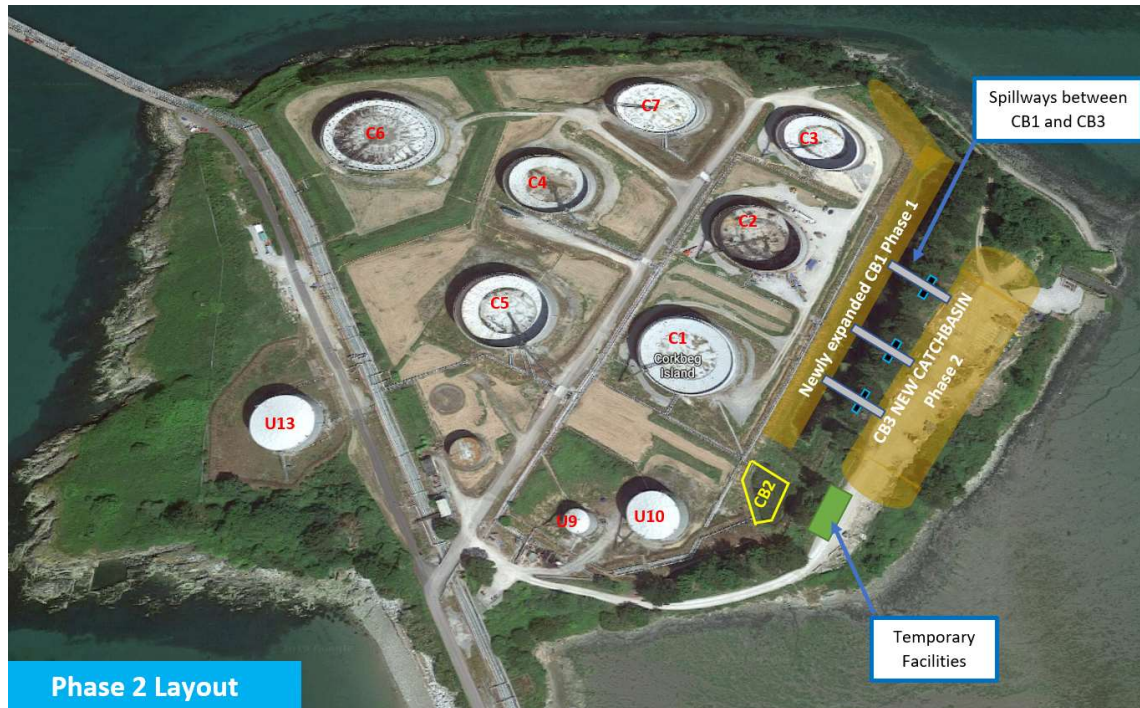 C7
Spillways between
CB1 and CB3
C6
C3
C4
C2
Newly expanded CB1 Phase 1
C5
C1
Corkbeg
Island
CB3 NEW CATCHBASIN
Phase 2
U13
CB2
U9
U10
Temporary
Facilities
Phase 2 Layout